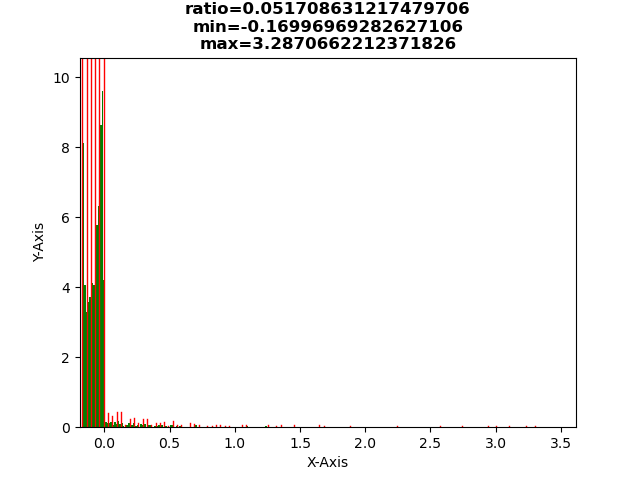 ratio=0.051708631217479706
min=-0.16996969282627106
max=3.2870662212371826
10
8
6
4
2
0
Y-Axis
0.0 0.5 1.0 1.5 2.0 2.5 3.0 3.5
X-Axis